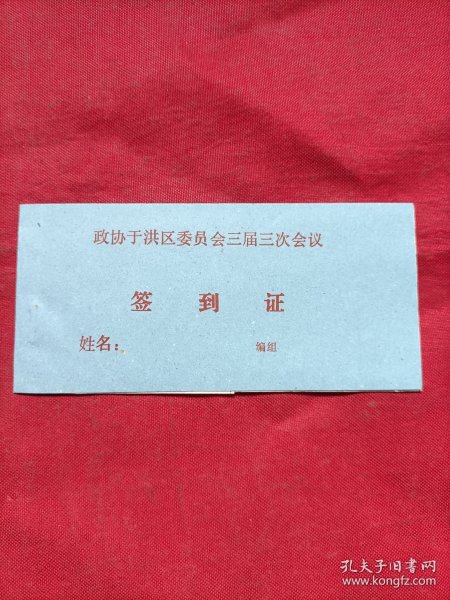 政协于洪区委员会三届三次会议
签到证
姓名：
编组
孔夫子旧书网
www.kongfz.com